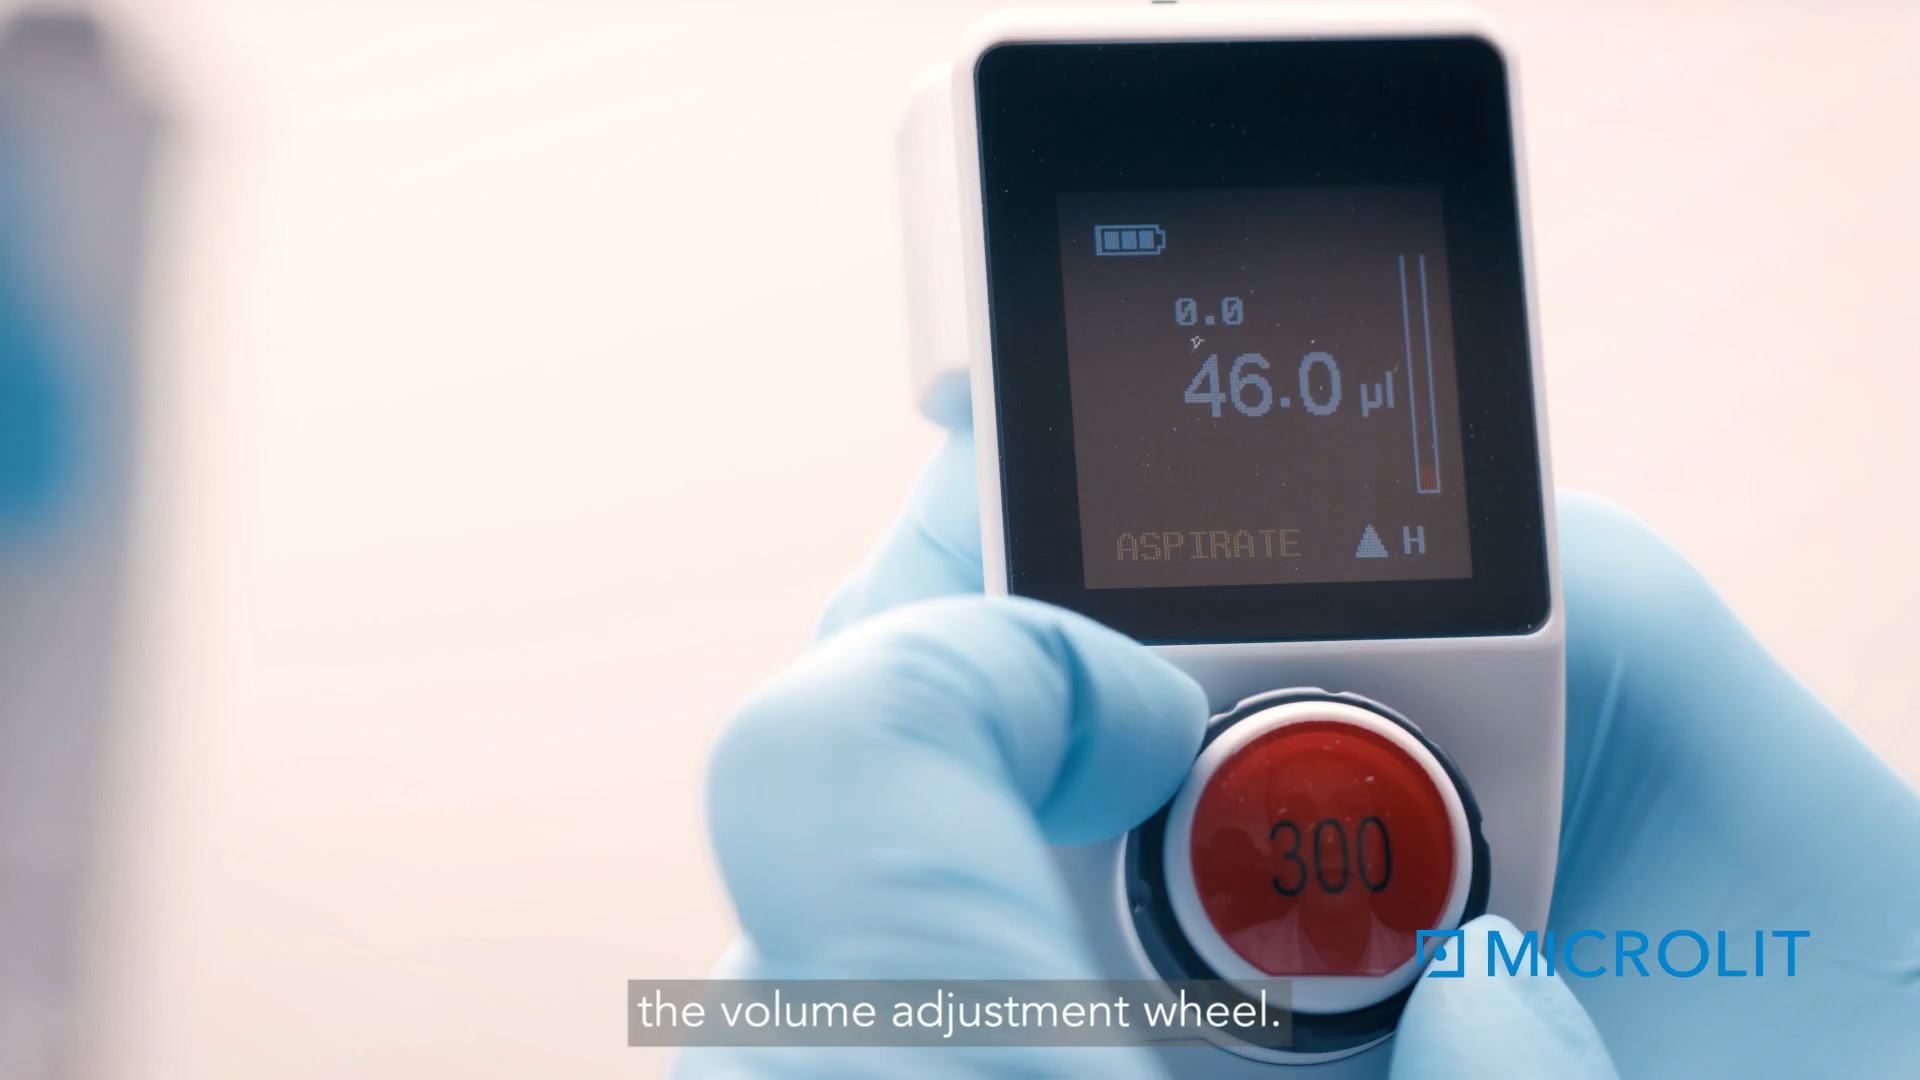 0.0
46.0 µl
ASPIRATE ▲ H
300
MICROLIT
the volume adjustment wheel.